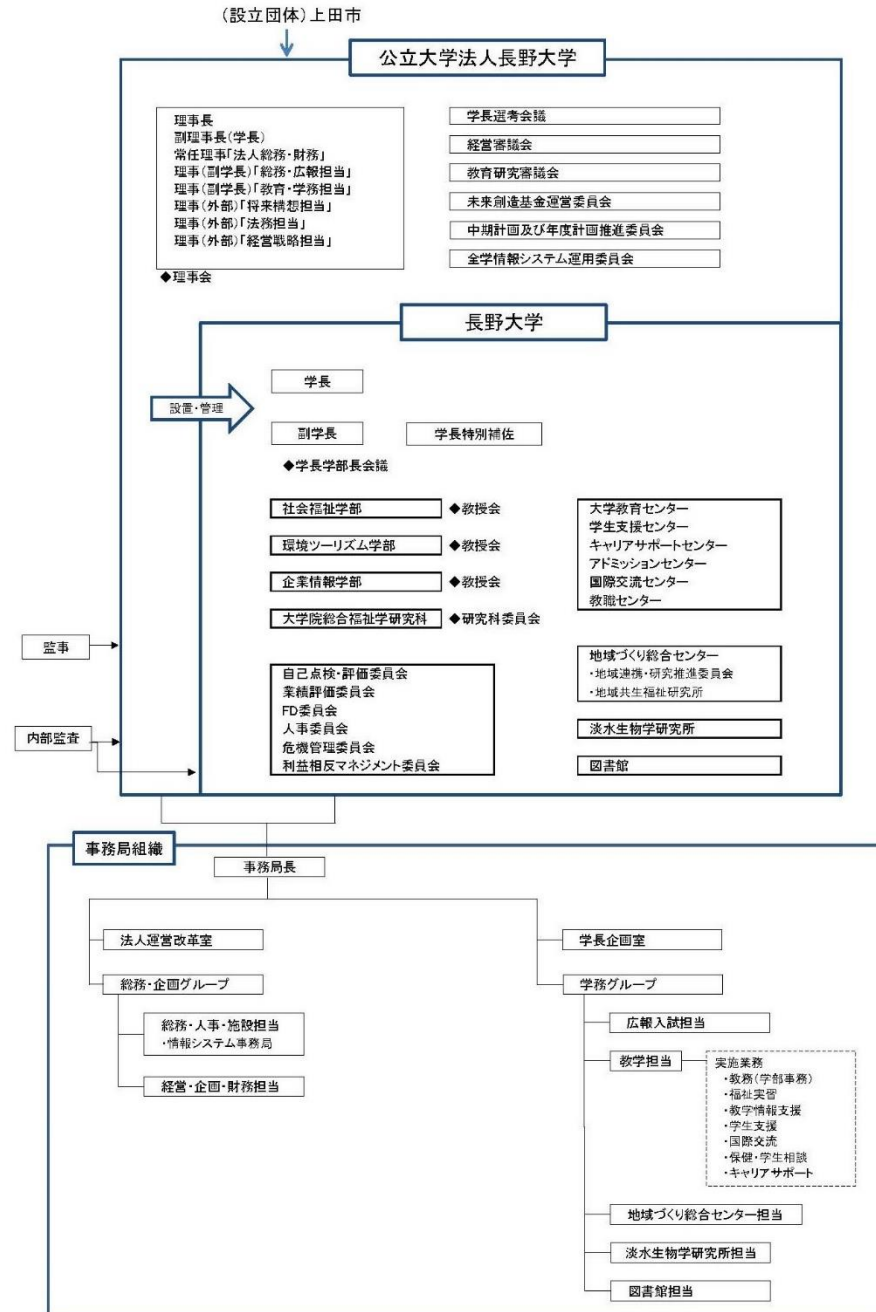 (設立団体)上田市
公立大学法人長野大学
理事長
副理事長(学長)
常任理事「法人総務・財務」
理事(副学長)「総務・広報担当」
理事(副学長)「教育・学務担当」
理事(外部)「将来構想担当」
理事(外部)「法務担当」
理事(外部)「経営戦略担当」
◆理事会
学長選考会議
経営審議会
教育研究審議会
未来創造基金運営委員会
中期計画及び年度計画推進委員会
全学情報システム運用委員会
長野大学
設置・管理
学長
副学長
学長特別補佐
◆学長学部長会議
社会福祉学部 ◆教授会
環境ツーリズム学部 ◆教授会
企業情報学部 ◆教授会
大学院総合福祉学研究科 ◆研究科委員会
大学教育センター
学生支援センター
キャリアサポートセンター
アドミッションセンター
国際交流センター
教職センター
監事
内部監査
自己点検・評価委員会
業績評価委員会
FD委員会
人事委員会
危機管理委員会
利益相反マネジメント委員会
地域づくり総合センター
・地域連携・研究推進委員会
・地域共生福祉研究所
淡水生物学研究所
図書館
事務局組織
事務局長
法人運営改革室
総務・企画グループ
総務・人事・施設担当
・情報システム事務局
経営・企画・財務担当
学長企画室
学務グループ
広報入試担当
教学担当
実施業務
・教務(学部事務)
・福祉実習
・教学情報支援
・学生支援
・国際交流
・保健・学生相談
・キャリアサポート
地域づくり総合センター担当
淡水生物学研究所担当
図書館担当